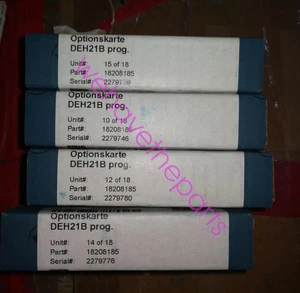 Optionskarte
DEH21B prog.
Unit#: 15 of 18
Part#: 18208185
Serial#:
Optionskarte
DEH21B prog.
Unit#: 10 of 18
Part#: 18208185
Serial#: 2279746
Optionskarte
DEH21B prog.
Unit#: 12 of 18
Part#: 18208185
Serial#: 2279780
Optionskarte
DEH21B prog.
Unit#: 14 of 18
Part#: 18208185
Serial#: 2279776
wehavetheparts